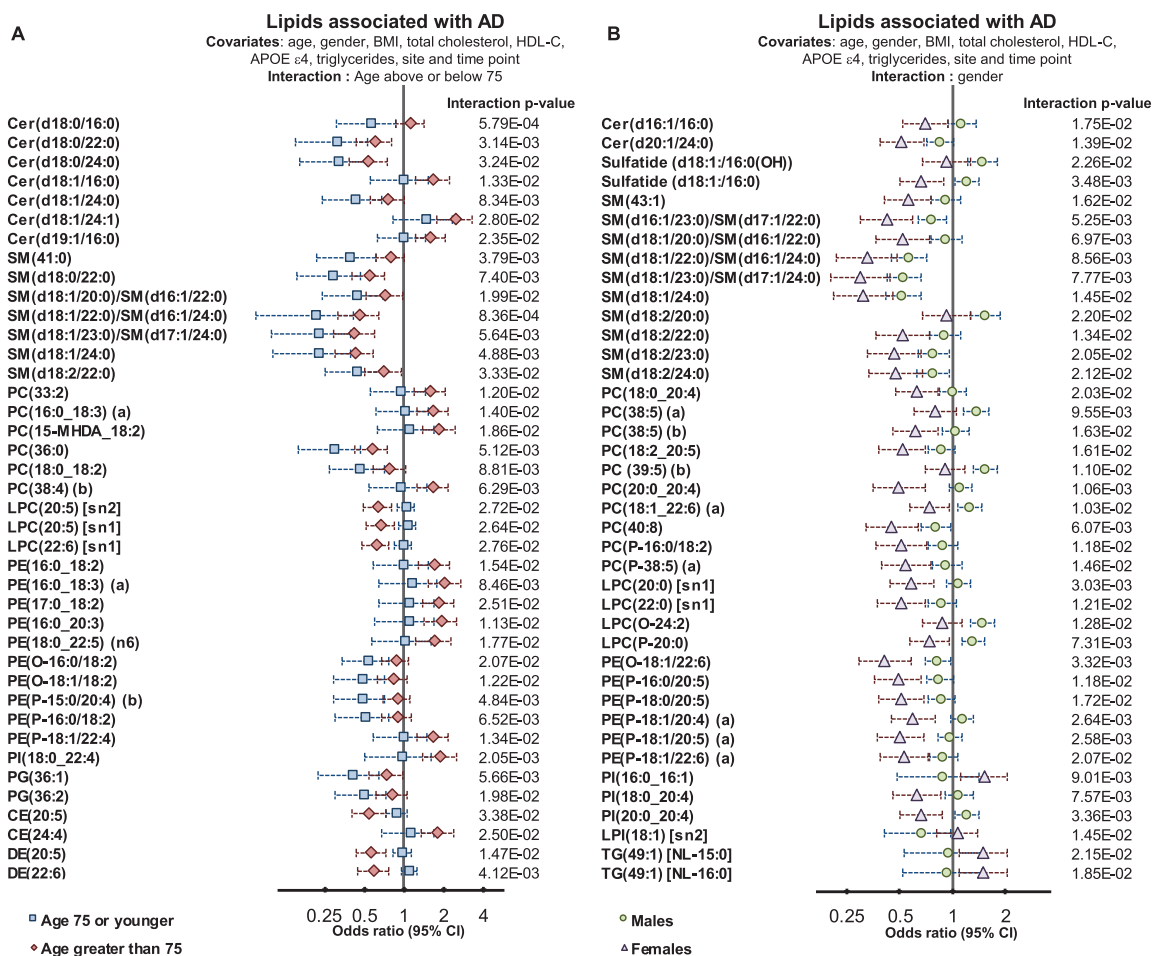 A
Lipids associated with AD
Covariates: age, gender, BMI, total cholesterol, HDL-C,
APOE ε4, triglycerides, site and time point
Interaction : Age above or below 75
Interaction p-value
Cer(d18:0/16:0) 5.79E-04
Cer(d18:0/22:0) 3.14E-03
Cer(d18:0/24:0) 3.24E-02
Cer(d18:1/16:0) 1.33E-02
Cer(d18:1/24:0) 8.34E-03
Cer(d18:1/24:1) 2.80E-02
Cer(d19:1/16:0) 2.35E-02
SM(41:0) 3.79E-03
SM(d18:0/22:0) 7.40E-03
SM(d18:1/20:0)/SM(d16:1/22:0) 1.99E-02
SM(d18:1/22:0)/SM(d16:1/24:0) 8.36E-04
SM(d18:1/23:0)/SM(d17:1/24:0) 5.64E-03
SM(d18:1/24:0) 4.88E-03
SM(d18:2/22:0) 3.33E-02
PC(33:2) 1.20E-02
PC(16:0_18:3) (a) 1.40E-02
PC(15-MHDA_18:2) 1.86E-02
PC(36:0) 5.12E-03
PC(18:0_18:2) 8.81E-03
PC(38:4) (b) 6.29E-03
LPC(20:5) [sn2] 2.72E-02
LPC(20:5) [sn1] 2.64E-02
LPC(22:6) [sn1] 2.76E-02
PE(16:0_18:2) 1.54E-02
PE(16:0_18:3) (a) 8.46E-03
PE(17:0_18:2) 2.51E-02
PE(16:0_20:3) 1.13E-02
PE(18:0_22:5) (n6) 1.77E-02
PE(O-16:0/18:2) 2.07E-02
PE(O-18:1/18:2) 1.22E-02
PE(P-15:0/20:4) (b) 4.84E-03
PE(P-16:0/18:2) 6.52E-03
PE(P-18:1/22:4) 1.34E-02
PI(18:0_22:4) 2.05E-03
PG(36:1) 5.66E-03
PG(36:2) 1.98E-02
CE(20:5) 3.38E-02
CE(24:4) 2.50E-02
DE(20:5) 1.47E-02
DE(22:6) 4.12E-03
0.25 0.5 1 2 4
Odds ratio (95% CI)
Age 75 or younger
Age greater than 75
B
Lipids associated with AD
Covariates: age, gender, BMI, total cholesterol, HDL-C,
APOE ε4, triglycerides, site and time point
Interaction : gender
Interaction p-value
Cer(d16:1/16:0) 1.75E-02
Cer(d20:1/24:0) 1.39E-02
Sulfatide (d18:1:/16:0(OH)) 2.26E-02
Sulfatide (d18:1:/16:0) 3.48E-03
SM(43:1) 1.62E-02
SM(d16:1/23:0)/SM(d17:1/22:0) 5.25E-03
SM(d18:1/20:0)/SM(d16:1/22:0) 6.97E-03
SM(d18:1/22:0)/SM(d16:1/24:0) 8.56E-03
SM(d18:1/23:0)/SM(d17:1/24:0) 7.77E-03
SM(d18:1/24:0) 1.45E-02
SM(d18:2/20:0) 2.20E-02
SM(d18:2/22:0) 1.34E-02
SM(d18:2/23:0) 2.05E-02
SM(d18:2/24:0) 2.12E-02
PC(18:0_20:4) 2.03E-02
PC(38:5) (a) 9.55E-03
PC(38:5) (b) 1.63E-02
PC(18:2_20:5) 1.61E-02
PC (39:5) (b) 1.10E-02
PC(20:0_20:4) 1.06E-03
PC(18:1_22:6) (a) 1.03E-02
PC(40:8) 6.07E-03
PC(P-16:0/18:2) 1.18E-02
PC(P-38:5) (a) 1.46E-02
LPC(20:0) [sn1] 3.03E-03
LPC(22:0) [sn1] 1.21E-02
LPC(O-24:2) 1.28E-02
LPC(P-20:0) 7.31E-03
PE(O-18:1/22:6) 3.32E-03
PE(P-16:0/20:5) 1.18E-02
PE(P-18:0/20:5) 1.72E-02
PE(P-18:1/20:4) (a) 2.64E-03
PE(P-18:1/20:5) (a) 2.58E-03
PE(P-18:1/22:6) (a) 2.07E-02
PI(16:0_16:1) 9.01E-03
PI(18:0_20:4) 7.57E-03
PI(20:0_20:4) 3.36E-03
LPI(18:1) [sn2] 1.45E-02
TG(49:1) [NL-15:0] 2.15E-02
TG(49:1) [NL-16:0] 1.85E-02
0.25 0.5 1 2
Odds ratio (95% CI)
Males
Females